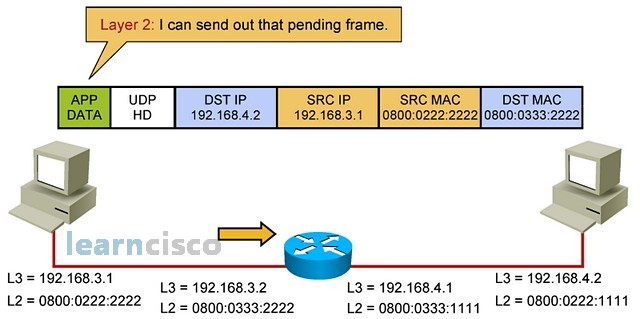 Layer 2: I can send out that pending frame.
APP DATA
UDP HD
DST IP 192.168.4.2
SRC IP 192.168.3.1
SRC MAC 0800:0222:2222
DST MAC 0800:0333:2222
learncisco
L3 = 192.168.3.1
L2 = 0800:0222:2222
L3 = 192.168.3.2
L2 = 0800:0333:2222
L3 = 192.168.4.1
L2 = 0800:0333:1111
L3 = 192.168.4.2
L2 = 0800:0222:1111